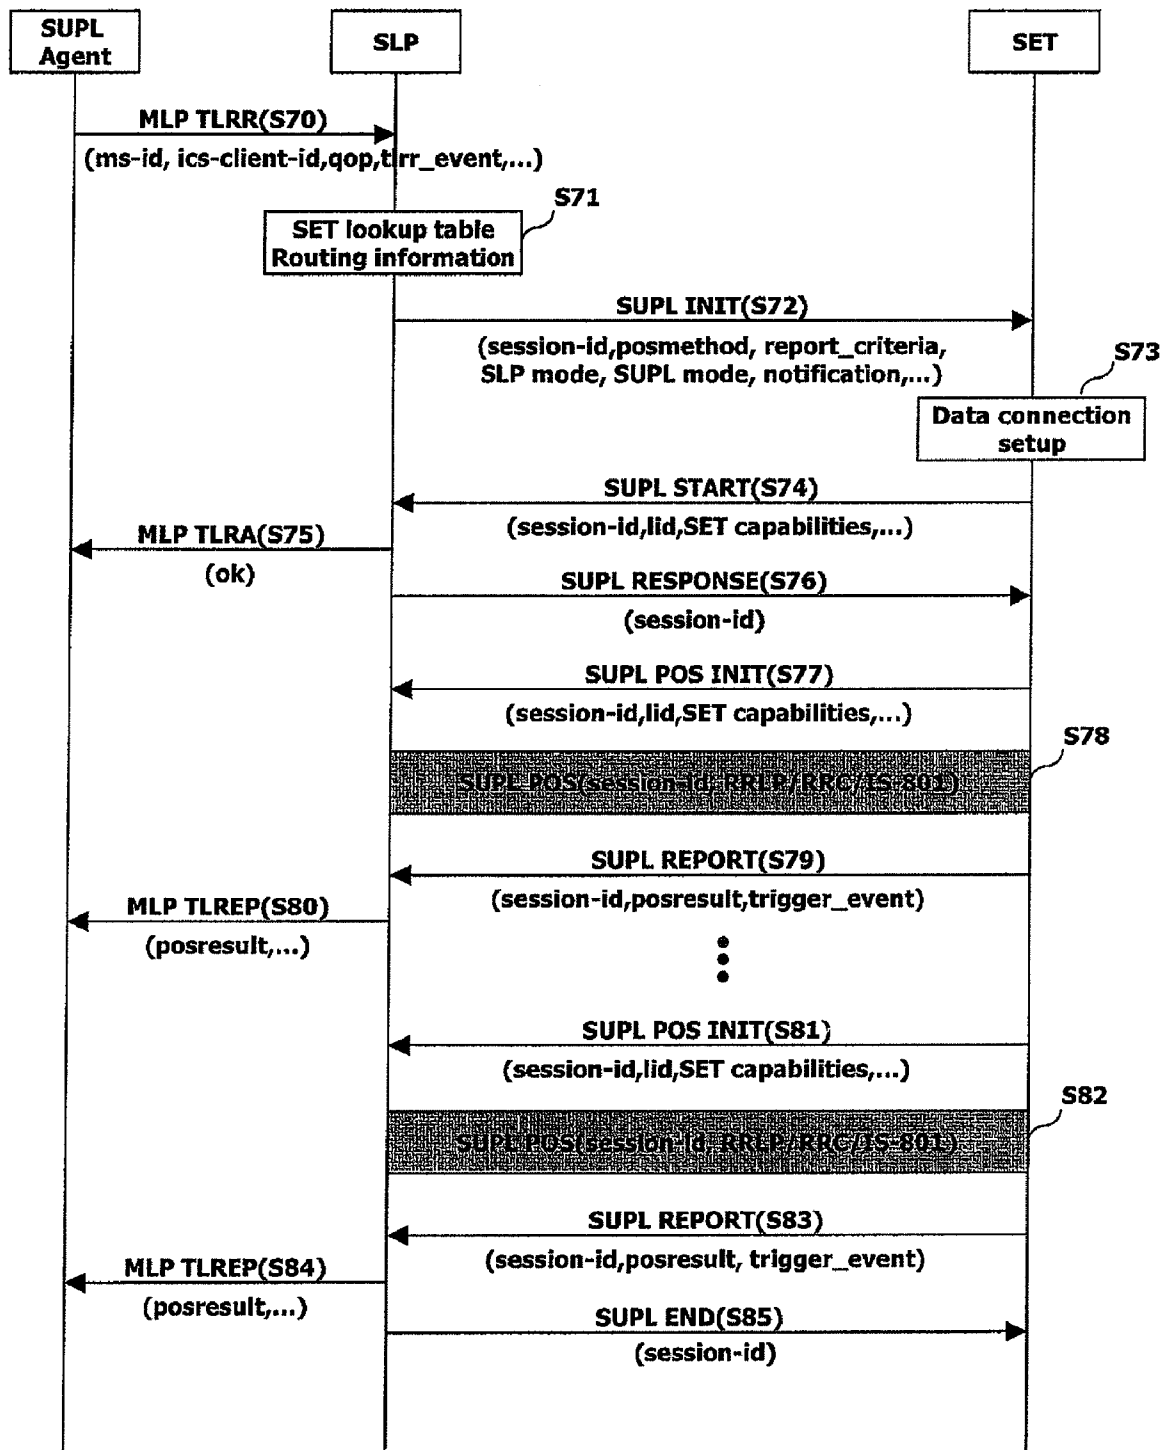 SUPL
Agent
SLP
SET
MLP TLRR(S70)
(ms-id, ics-client-id,qop,tlrr_event,...)
S71
SET lookup table
Routing information
SUPL INIT(S72)
(session-id,posmethod, report_criteria,
SLP mode, SUPL mode, notification,...)
S73
Data connection
setup
SUPL START(S74)
(session-id,lid,SET capabilities,...)
MLP TLRA(S75)
(ok)
SUPL RESPONSE(S76)
(session-id)
SUPL POS INIT(S77)
(session-id,lid,SET capabilities,...)
S78
SUPL POS(session-id, RRLP/RRC/IS-801)
SUPL REPORT(S79)
(session-id,posresult,trigger_event)
MLP TLREP(S80)
(posresult,...)
SUPL POS INIT(S81)
(session-id,lid,SET capabilities,...)
S82
SUPL POS(session-id, RRLP/RRC/IS-801)
SUPL REPORT(S83)
(session-id,posresult, trigger_event)
MLP TLREP(S84)
(posresult,...)
SUPL END(S85)
(session-id)